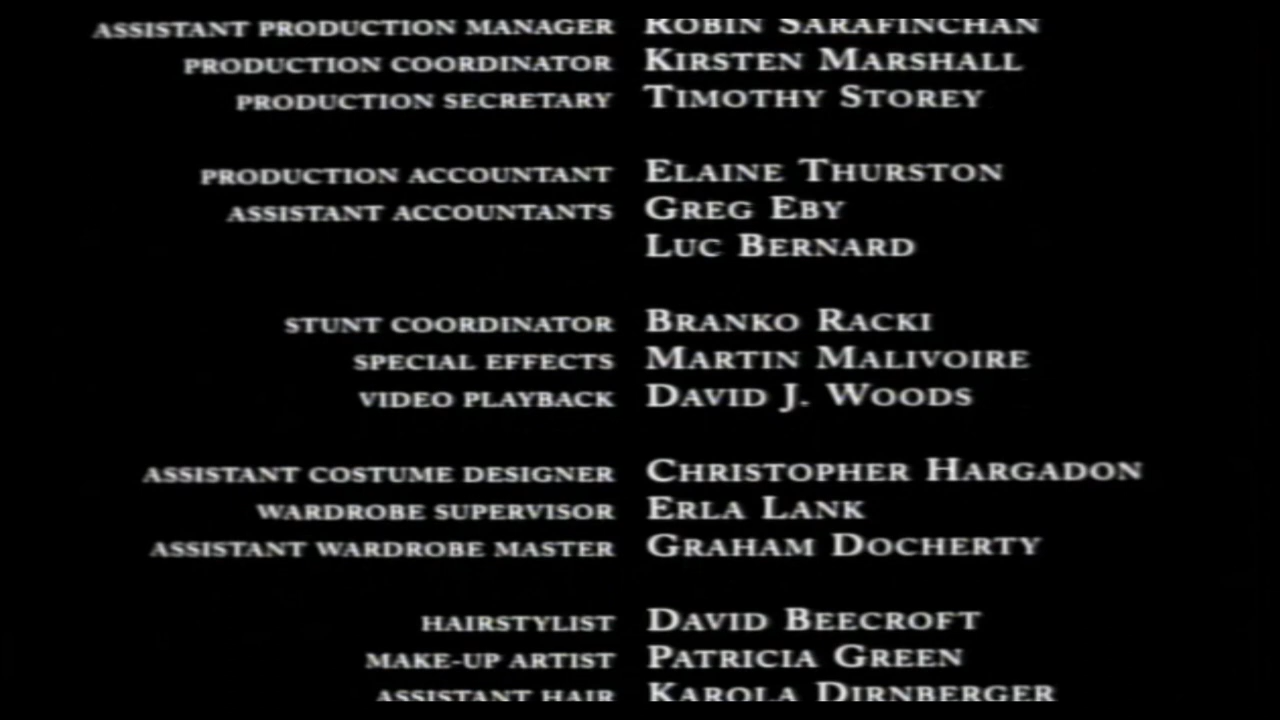 ASSISTANT PRODUCTION MANAGER ROBIN SARAFINCHAN
PRODUCTION COORDINATOR KIRSTEN MARSHALL
PRODUCTION SECRETARY TIMOTHY STOREY
PRODUCTION ACCOUNTANT ELAINE THURSTON
ASSISTANT ACCOUNTANTS GREG EBY
LUC BERNARD
STUNT COORDINATOR BRANKO RACKI
SPECIAL EFFECTS MARTIN MALIVOIRE
VIDEO PLAYBACK DAVID J. WOODS
ASSISTANT COSTUME DESIGNER CHRISTOPHER HARGADON
WARDROBE SUPERVISOR ERLA LANK
ASSISTANT WARDROBE MASTER GRAHAM DOCHERTY
HAIRSTYLIST DAVID BEECROFT
MAKE-UP ARTIST PATRICIA GREEN
ASSISTANT HAIR KAROLA DIRNBERGER